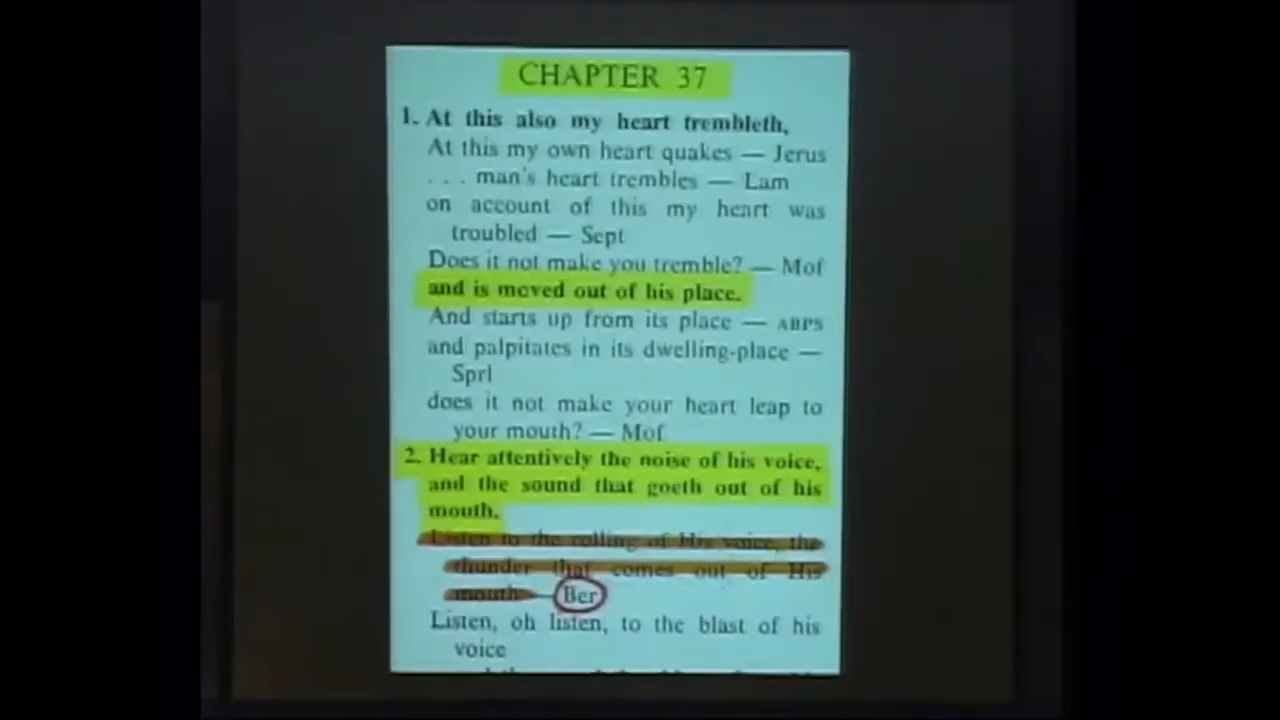 CHAPTER 37
1. At this also my heart trembleth,
At this my own heart quakes — Jerus
. . . man's heart trembles — Lam
on account of this my heart was
troubled — Sept
Does it not make you tremble? — Mof
and is moved out of his place.
And starts up from its place — ABPS
and palpitates in its dwelling-place —
Sprl
does it not make your heart leap to
your mouth? — Mof
2. Hear attentively the noise of his voice,
and the sound that goeth out of his
mouth.
Listen to the rolling of His voice, the
thunder that comes out of His
mouth — Ber
Listen, oh listen, to the blast of his
voice